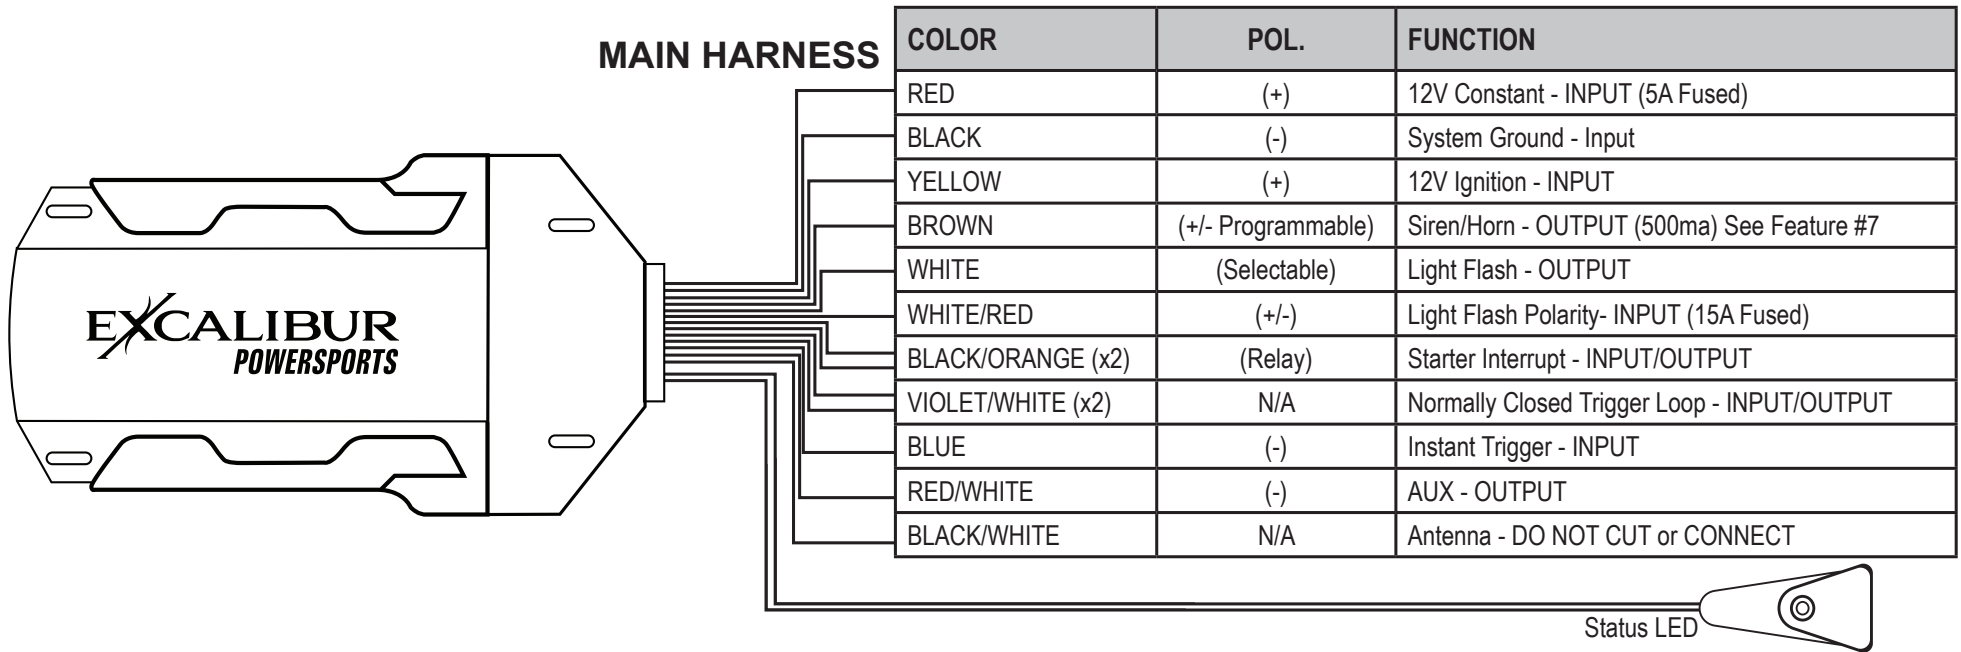 MAIN HARNESS
COLOR POL. FUNCTION
RED (+) 12V Constant - INPUT (5A Fused)
BLACK (-) System Ground - Input
YELLOW (+) 12V Ignition - INPUT
BROWN (+/- Programmable) Siren/Horn - OUTPUT (500ma) See Feature #7
WHITE (Selectable) Light Flash - OUTPUT
WHITE/RED (+/-) Light Flash Polarity- INPUT (15A Fused)
BLACK/ORANGE (x2) (Relay) Starter Interrupt - INPUT/OUTPUT
VIOLET/WHITE (x2) N/A Normally Closed Trigger Loop - INPUT/OUTPUT
BLUE (-) Instant Trigger - INPUT
RED/WHITE (-) AUX - OUTPUT
BLACK/WHITE N/A Antenna - DO NOT CUT or CONNECT
EXCALIBUR
POWERSPORTS
Status LED